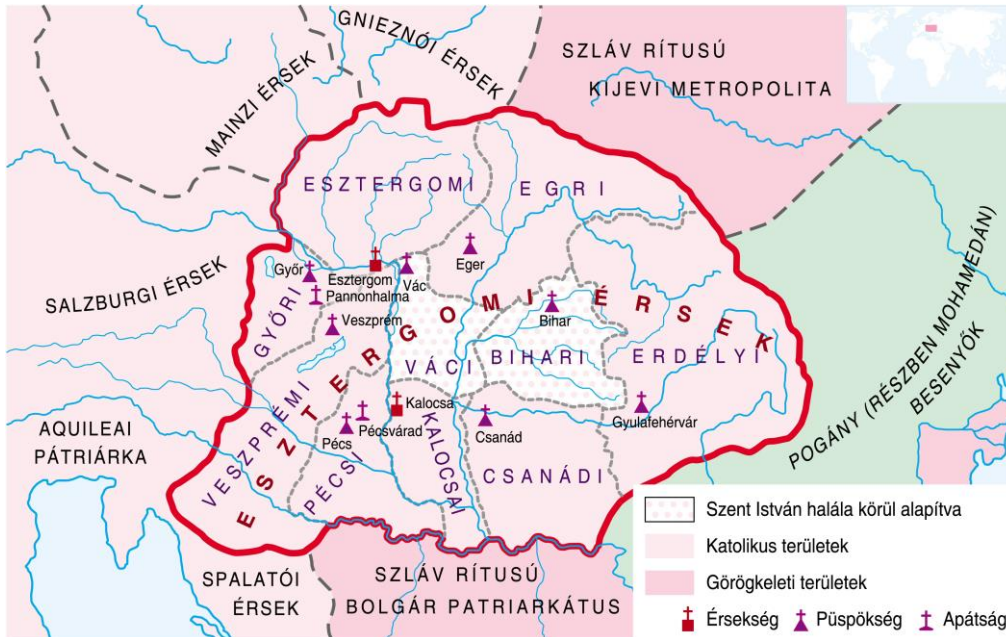 GNIEZNÓI ÉRSEK
MAINZI ÉRSEK
SZLÁV RÍTUSÚ
KIJEVI METROPOLITA
ESZTERGOMI
EGRI
Győr
Esztergom
Vác
Eger
Pannonhalma
Veszprém
Bihar
SALZBURGI ÉRSEK
GYŐRI
ESZTERGOMI ÉRSEK
VÁCI
BIHARI
ERDÉLYI
POGÁNY (RÉSZBEN MOHAMEDÁN)
BESENYŐK
VESZPRÉMI
Kalocsa
Pécs
Pécsvárad
Csanád
Gyulafehérvár
AQUILEAI
PÁTRIÁRKA
PÉCSI
KALOCSAI
CSANÁDI
SPALATÓI
ÉRSEK
SZLÁV RÍTUSÚ
BOLGÁR PATRIARKÁTUS
Szent István halála körül alapítva
Katolikus területek
Görögkeleti területek
Érsekség Püspökség Apátság